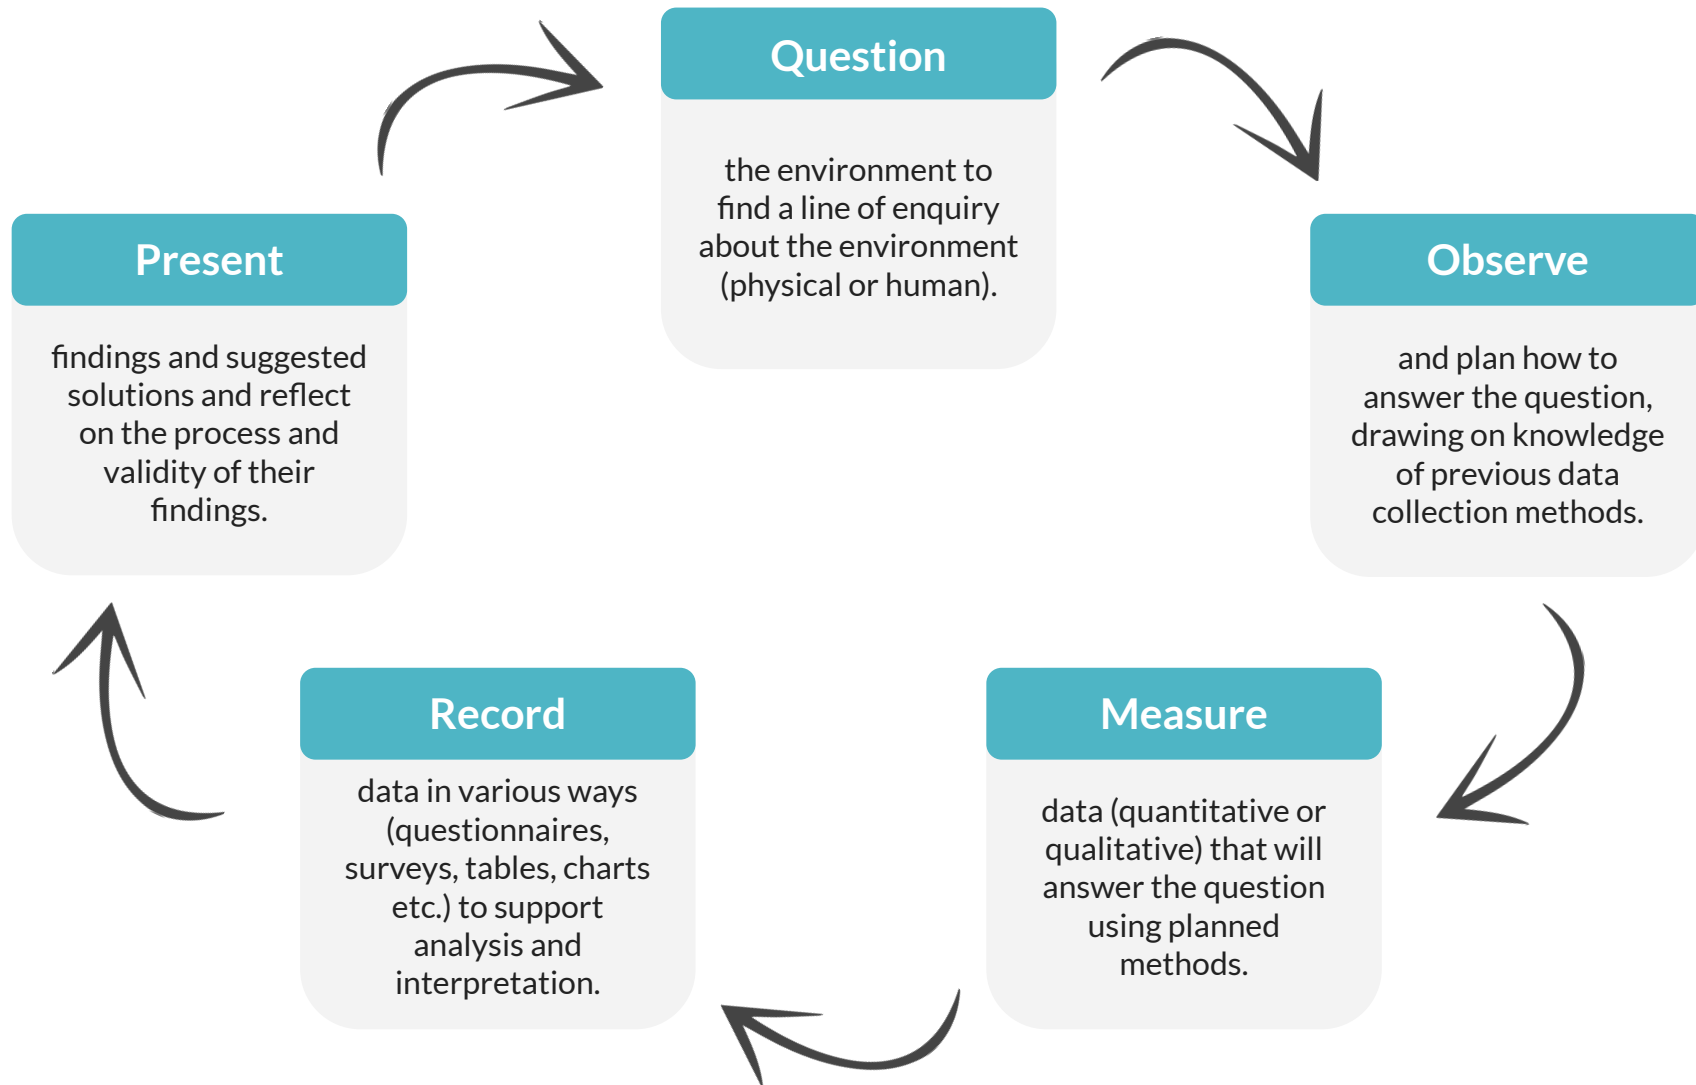 Question
the environment to
find a line of enquiry
about the environment
(physical or human).
Observe
and plan how to
answer the question,
drawing on knowledge
of previous data
collection methods.
Measure
data (quantitative or
qualitative) that will
answer the question
using planned
methods.
Record
data in various ways
(questionnaires,
surveys, tables, charts
etc.) to support
analysis and
interpretation.
Present
findings and suggested
solutions and reflect
on the process and
validity of their
findings.